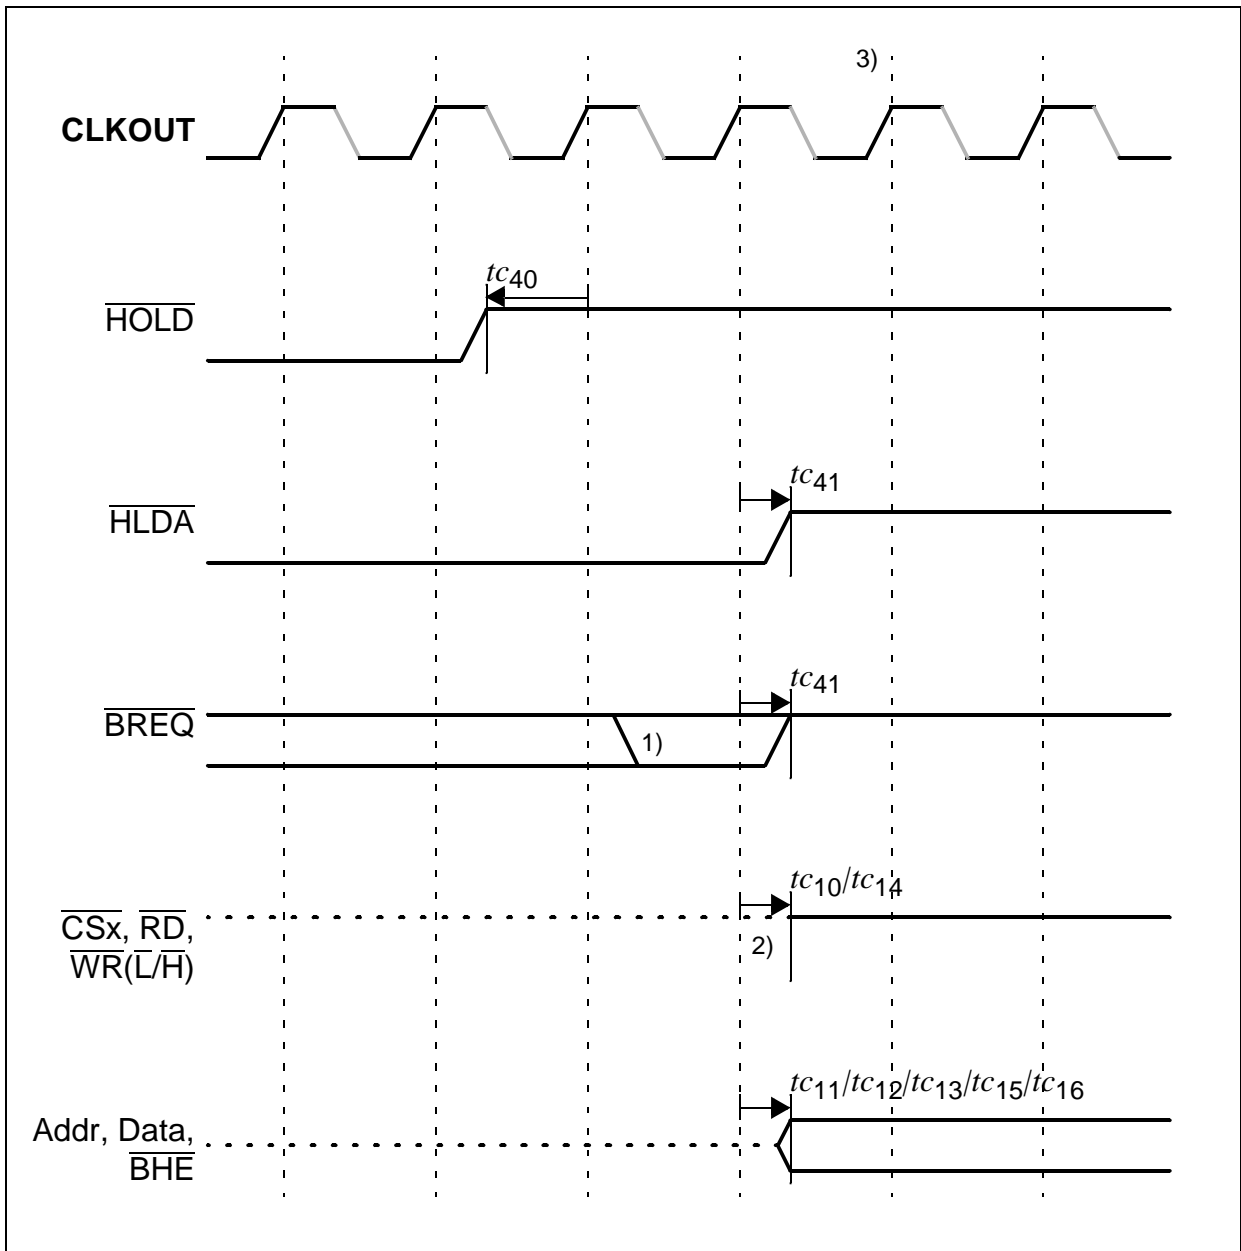 3)
CLKOUT
tc40
HOLD
tc41
HLDA
tc41
BREQ
1)
tc10/tc14
CSx, RD,
WR(L/H)
2)
tc11/tc12/tc13/tc15/tc16
Addr, Data,
BHE